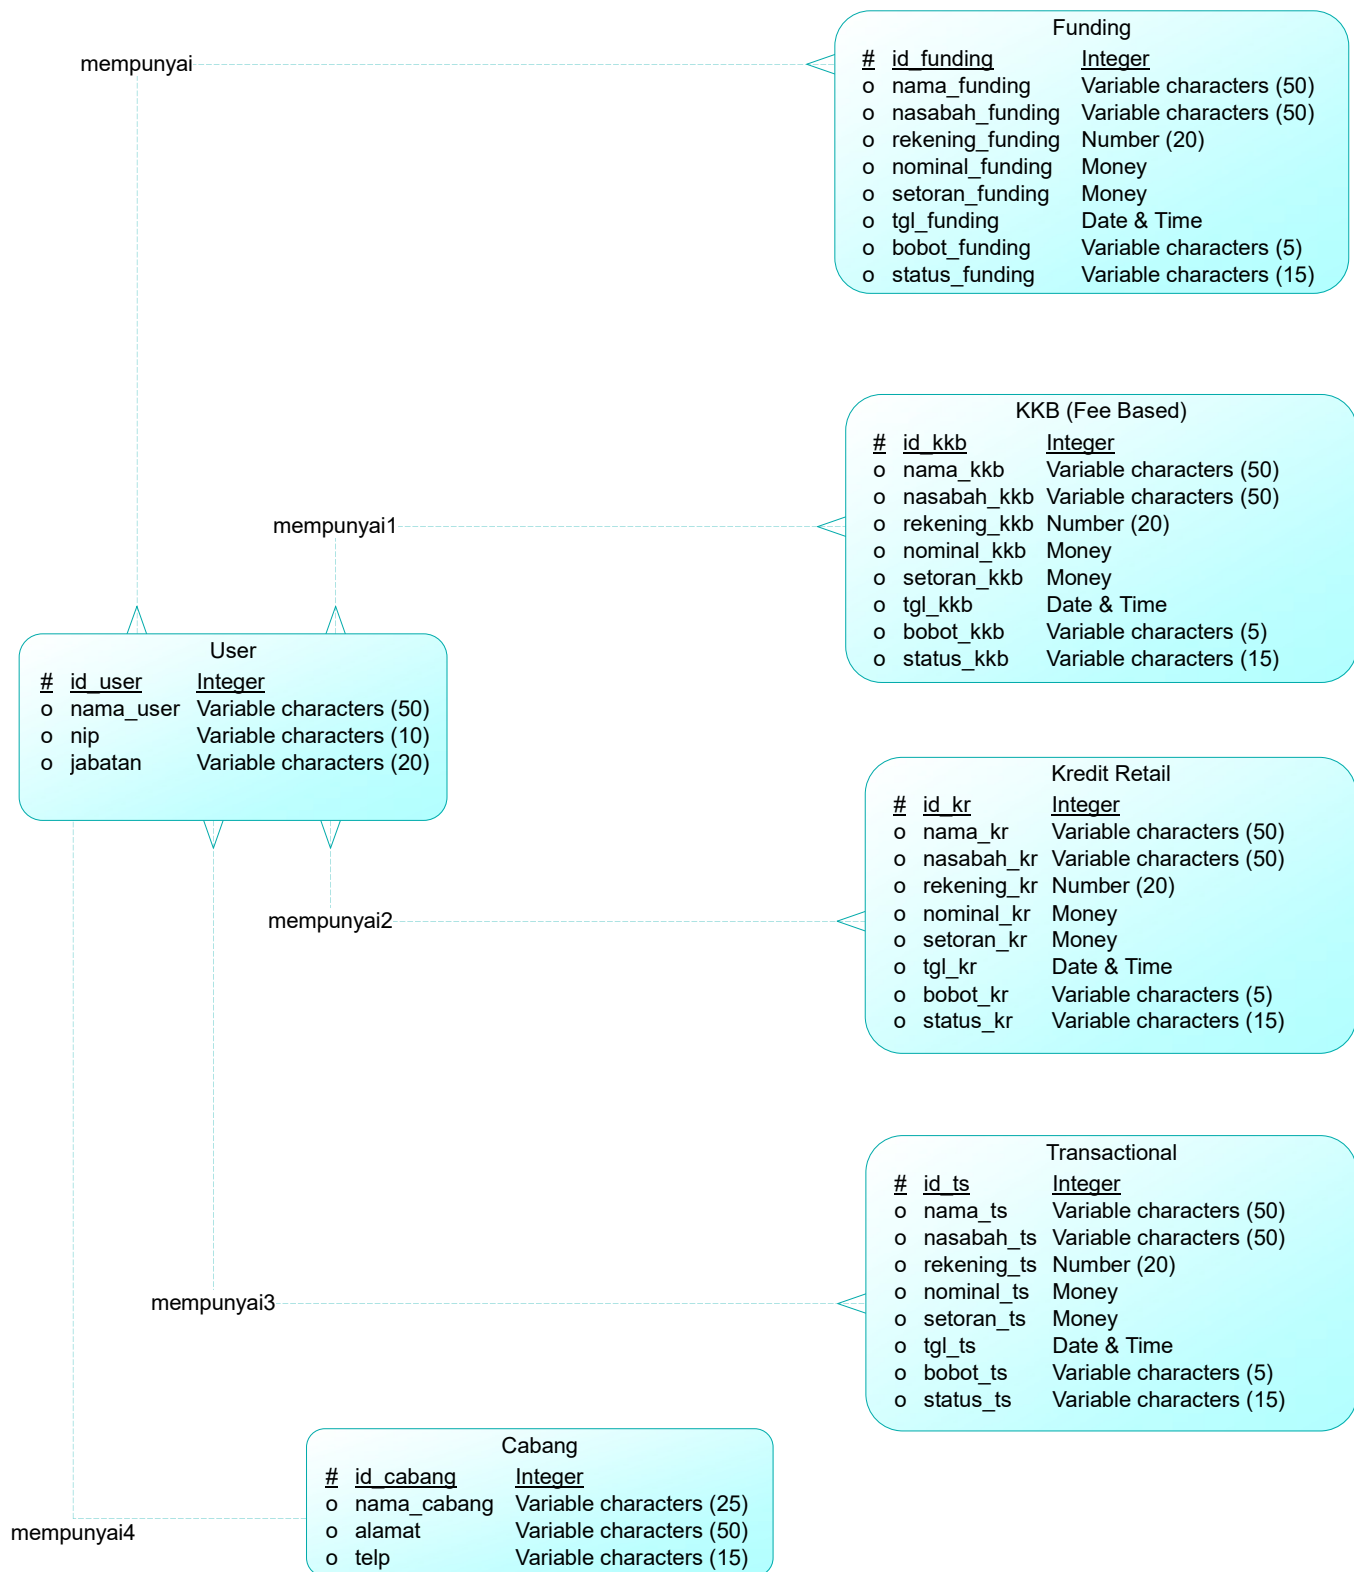 mempunyai
Funding
# id_funding Integer
o nama_funding Variable characters (50)
o nasabah_funding Variable characters (50)
o rekening_funding Number (20)
o nominal_funding Money
o setoran_funding Money
o tgl_funding Date & Time
o bobot_funding Variable characters (5)
o status_funding Variable characters (15)
mempunyai1
KKB (Fee Based)
# id_kkb Integer
o nama_kkb Variable characters (50)
o nasabah_kkb Variable characters (50)
o rekening_kkb Number (20)
o nominal_kkb Money
o setoran_kkb Money
o tgl_kkb Date & Time
o bobot_kkb Variable characters (5)
o status_kkb Variable characters (15)
User
# id_user Integer
o nama_user Variable characters (50)
o nip Variable characters (10)
o jabatan Variable characters (20)
mempunyai2
Kredit Retail
# id_kr Integer
o nama_kr Variable characters (50)
o nasabah_kr Variable characters (50)
o rekening_kr Number (20)
o nominal_kr Money
o setoran_kr Money
o tgl_kr Date & Time
o bobot_kr Variable characters (5)
o status_kr Variable characters (15)
mempunyai3
Transactional
# id_ts Integer
o nama_ts Variable characters (50)
o nasabah_ts Variable characters (50)
o rekening_ts Number (20)
o nominal_ts Money
o setoran_ts Money
o tgl_ts Date & Time
o bobot_ts Variable characters (5)
o status_ts Variable characters (15)
mempunyai4
Cabang
# id_cabang Integer
o nama_cabang Variable characters (25)
o alamat Variable characters (50)
o telp Variable characters (15)